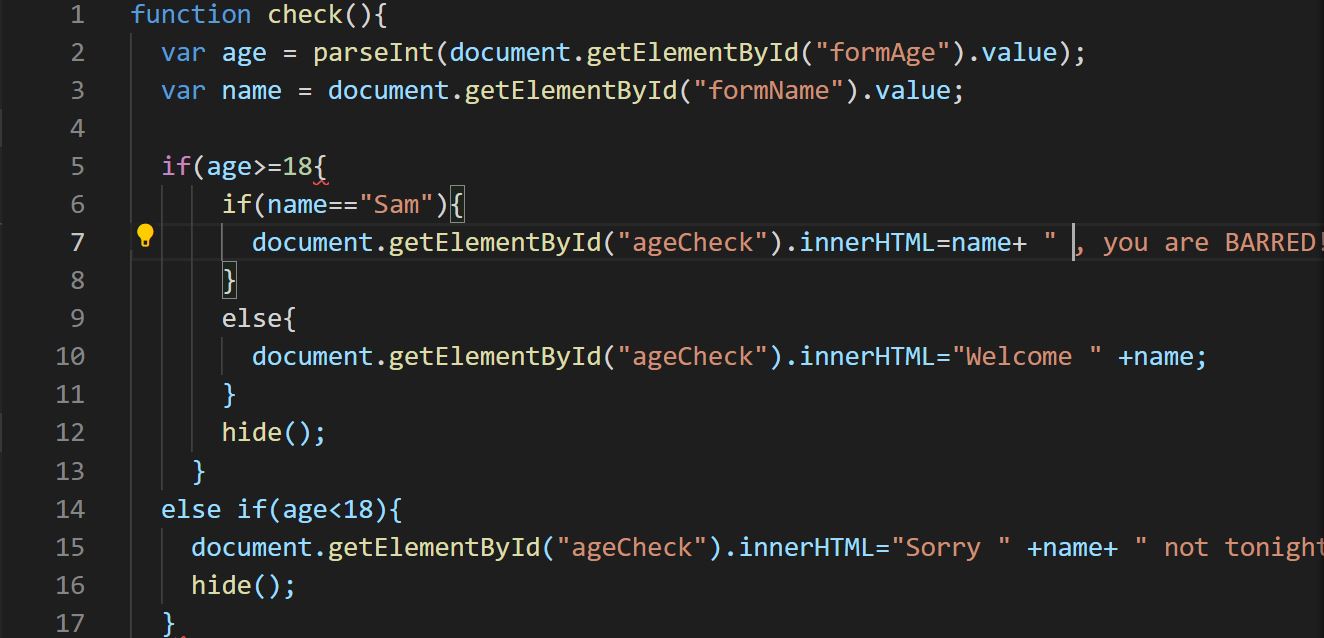 1 function check(){
2 var age = parseInt(document.getElementById("formAge").value);
3 var name = document.getElementById("formName").value;
4
5 if(age>=18{
6 if(name=="Sam"){
7 document.getElementById("ageCheck").innerHTML=name+ " , you are BARRED!
8 }
9 else{
10 document.getElementById("ageCheck").innerHTML="Welcome " +name;
11 }
12 hide();
13 }
14 else if(age<18){
15 document.getElementById("ageCheck").innerHTML="Sorry " +name+ " not tonight
16 hide();
17 }